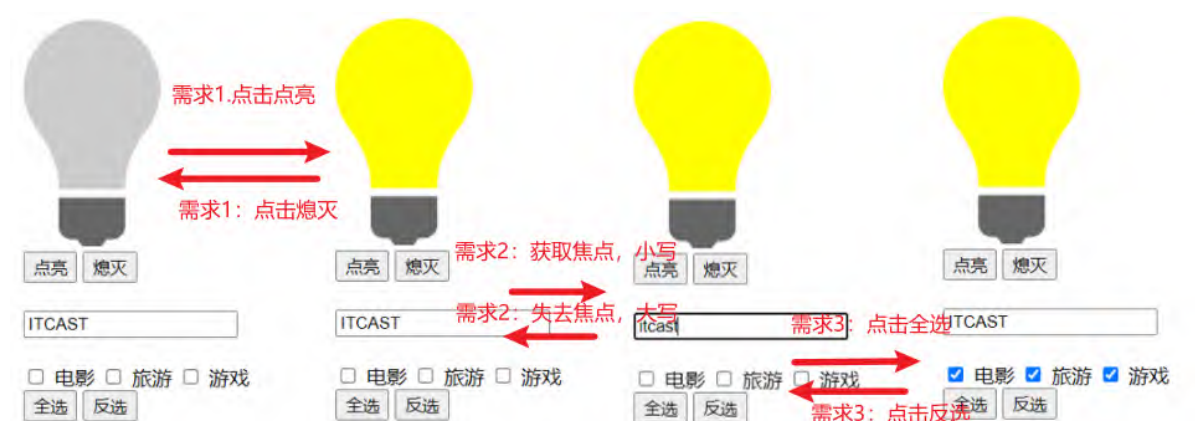 需求1.点击点亮
需求1：点击熄灭
点亮 熄灭
点亮 熄灭
需求2：获取焦点，小写
点亮 熄灭
点亮 熄灭
ITCAST
ITCAST
需求2：失去焦点，大写
itcast
需求3：点击全选
ITCAST
电影 旅游 游戏
电影 旅游 游戏
电影 旅游 游戏
电影 旅游 游戏
全选 反选
全选 反选
全选 反选
需求3：点击反选
全选 反选